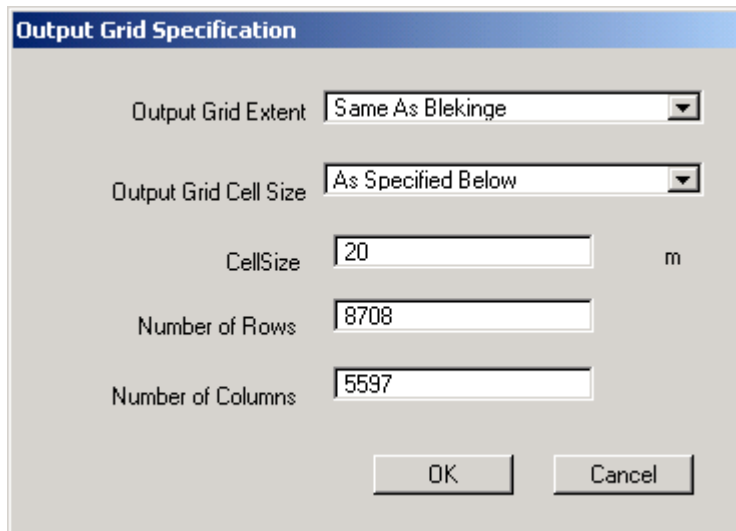 Output Grid Specification
Output Grid Extent Same As Blekinge
Output Grid Cell Size As Specified Below
CellSize 20 m
Number of Rows 8708
Number of Columns 5597
OK Cancel